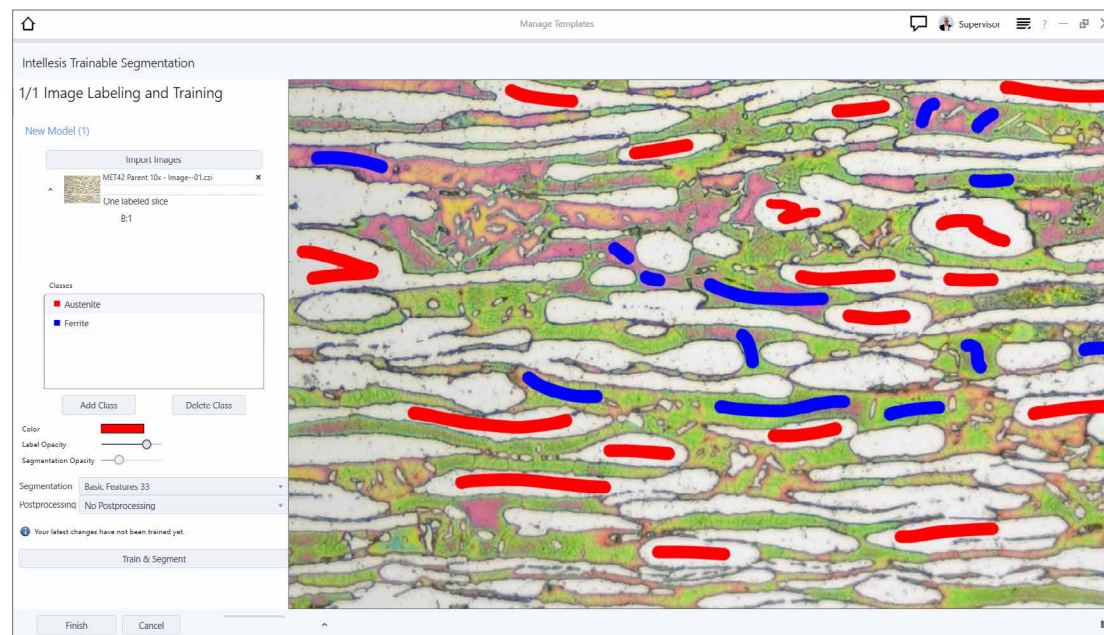 Manage Templates
Supervisor
?
Intellesis Trainable Segmentation
1/1 Image Labeling and Training
New Model (1)
Import Images
MET42 Parent 10x - Image--01.czi
One labeled slice
B:1
Classes
Austenite
Ferrite
Add Class
Delete Class
Color
Label Opacity
Segmentation Opacity
Segmentation
Basic Features 33
Postprocessing
No Postprocessing
Your latest changes have not been trained yet.
Train & Segment
Finish
Cancel